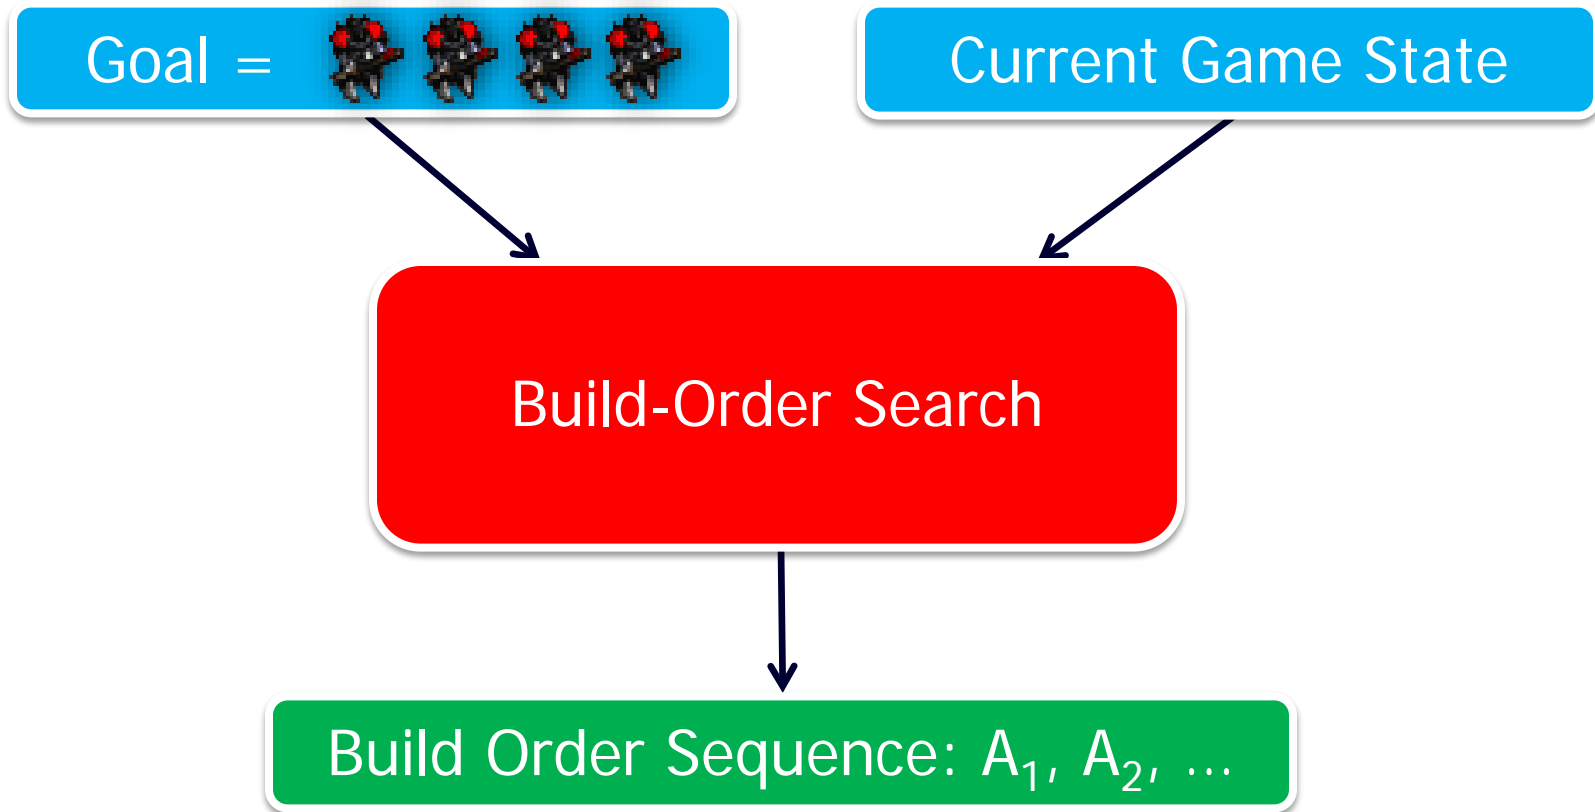 Goal =
Current Game State
Build-Order Search
Build Order Sequence: A₁, A₂, ...